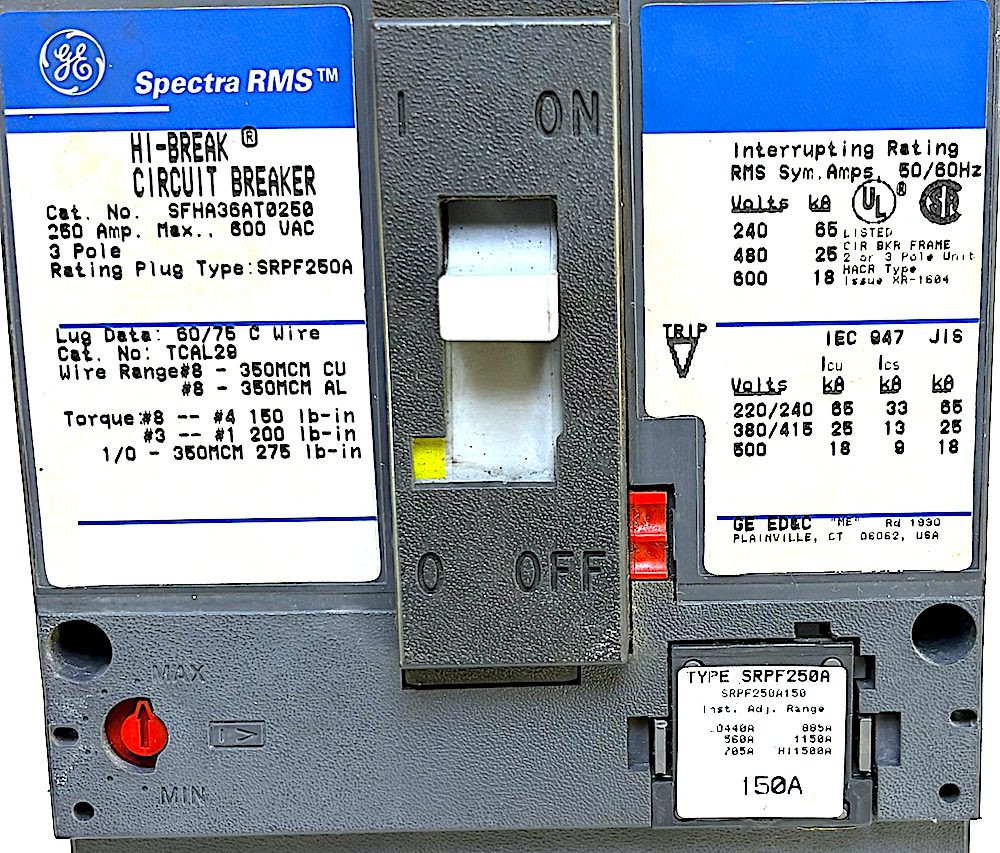 GE
Spectra RMS™
HI-BREAK ®
CIRCUIT BREAKER
Cat. No. SFHA36AT0250
250 Amp. Max., 600 VAC
3 Pole
Rating Plug Type: SRPF250A
Lug Data: 60/75 C Wire
Cat. No: TCAL29
Wire Range #8 - 350MCM CU
#8 - 350MCM AL
Torque: #8 -- #4 150 lb-in
#3 -- #1 200 lb-in
1/0 - 350MCM 275 lb-in
I ON
O OFF
Interrupting Rating
RMS Sym. Amps, 50/60Hz
Volts kA UL ®
240 65 LISTED
CIR BKR FRAME
480 25 2 or 3 Pole Unit
HACR Type
600 18 Issue XR-1604
TRIP
IEC 947 JIS
Icu Ics
Volts kA kA kA
220/240 65 33 65
380/415 25 13 25
500 18 9 18
GE ED&C "ME" Rd 1930
PLAINVILLE, CT 06062, USA
MAX
MIN
TYPE SRPF250A
SRPF250A150
Inst. Adj. Range
LO440A 885A
560A 1150A
705A HI1500A
150A